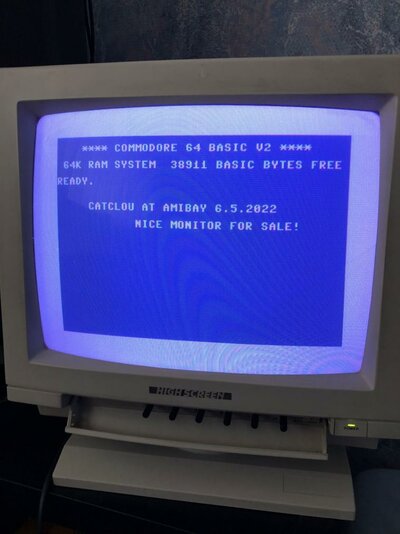 **** COMMODORE 64 BASIC V2 ****
64K RAM SYSTEM 38911 BASIC BYTES FREE
READY.
CATCLOU AT AMIBAY 6.5.2022
NICE MONITOR FOR SALE!
HIGHSCREEN